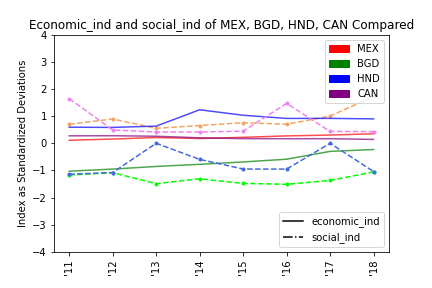 Economic_ind and social_ind of MEX, BGD, HND, CAN Compared
Index as Standardized Deviations
4
3
2
1
0
−1
−2
−3
−4
'11
'12
'13
'14
'15
'16
'17
'18
MEX
BGD
HND
CAN
economic_ind
social_ind